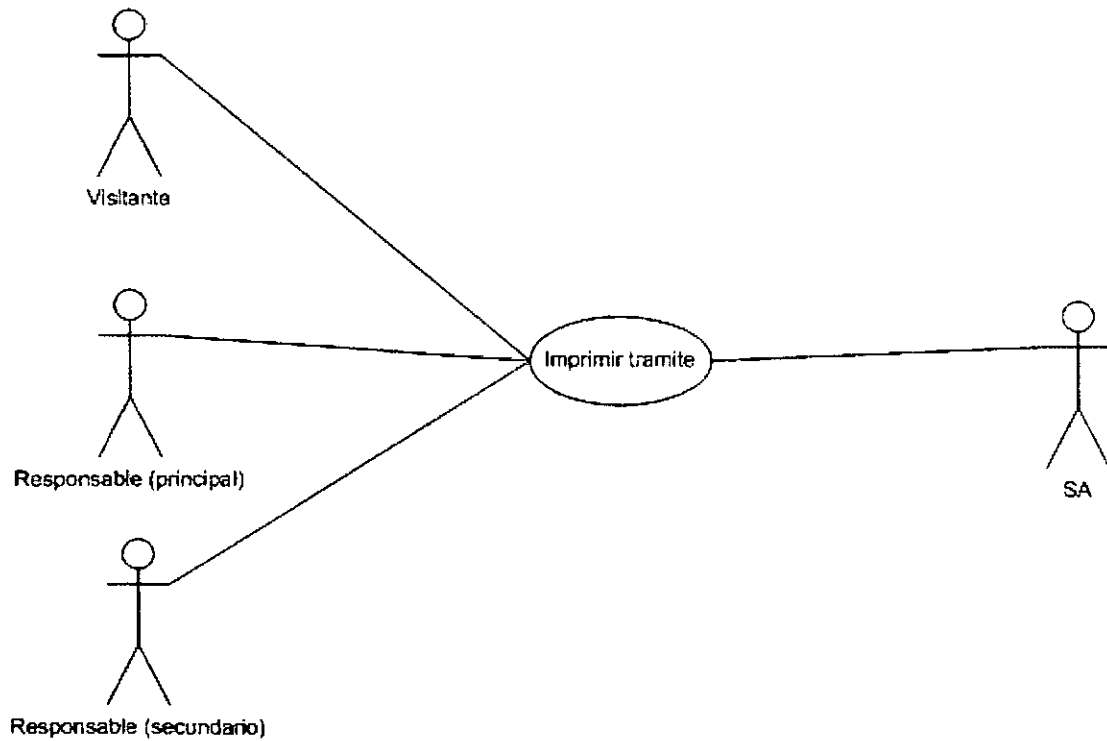 Visitante
Imprimir tramite
Responsable (principal)
SA
Responsable (secundario)